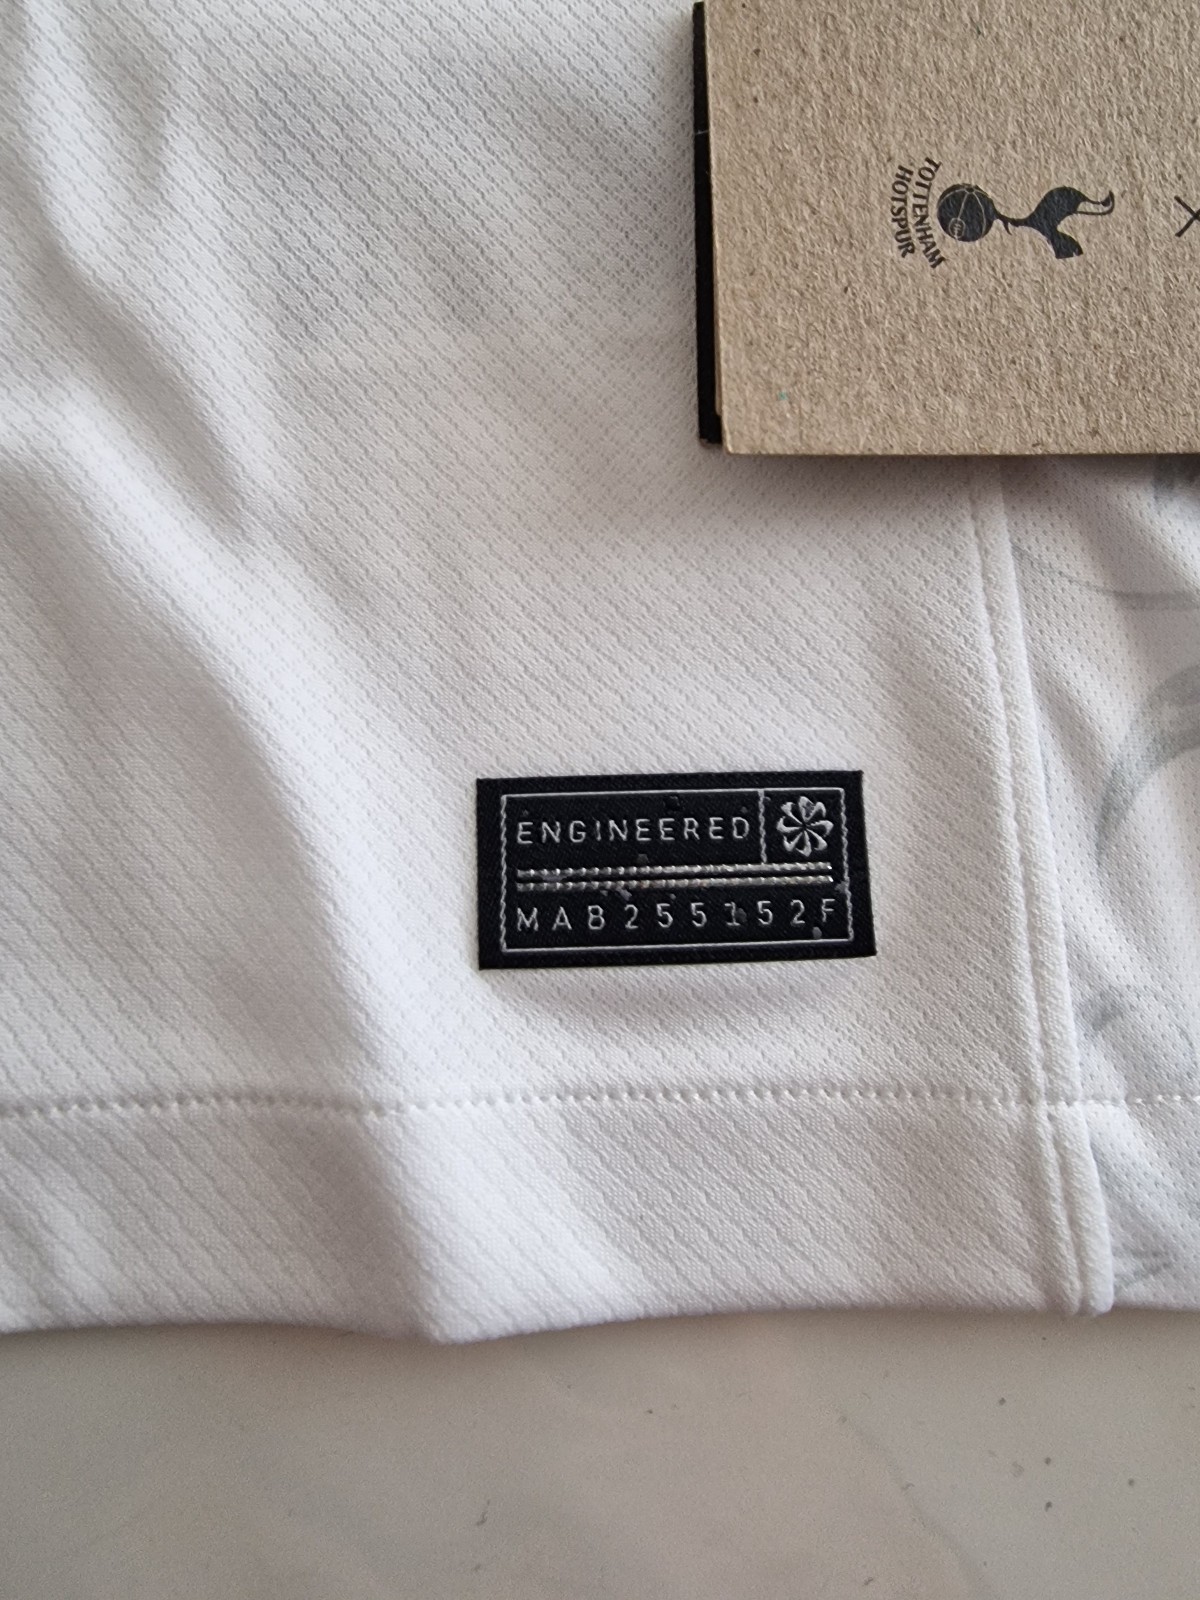 TOTTENHAM
HOTSPUR
X
ENGINEERED
MAB255152F